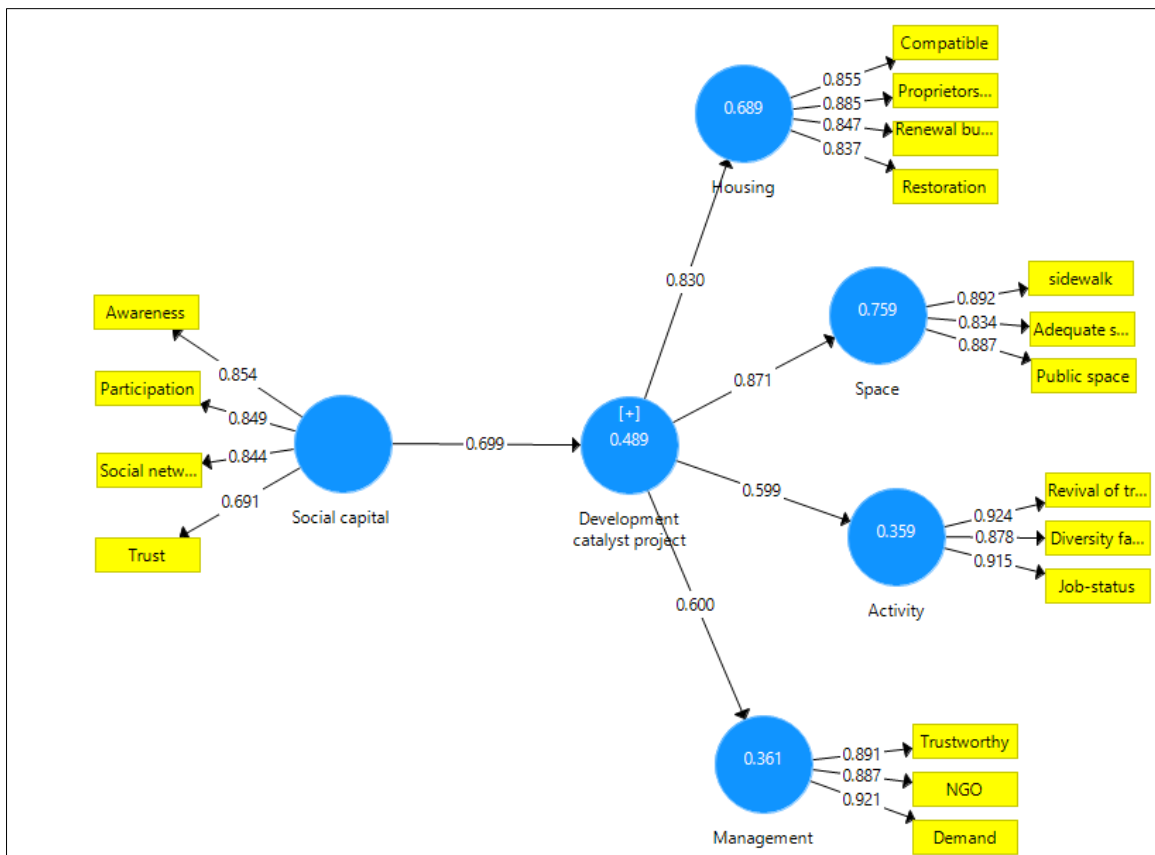 Awareness
Participation
Social netw...
Trust
0.854
0.849
0.844
0.691
Social capital
0.699
[+]
0.489
Development
catalyst project
0.830
0.871
0.599
0.600
0.689
Housing
0.855
0.885
0.847
0.837
Compatible
Proprietors...
Renewal bu...
Restoration
0.759
Space
0.892
0.834
0.887
sidewalk
Adequate s...
Public space
0.359
Activity
0.924
0.878
0.915
Revival of tr...
Diversity fa...
Job-status
0.361
Management
0.891
0.887
0.921
Trustworthy
NGO
Demand